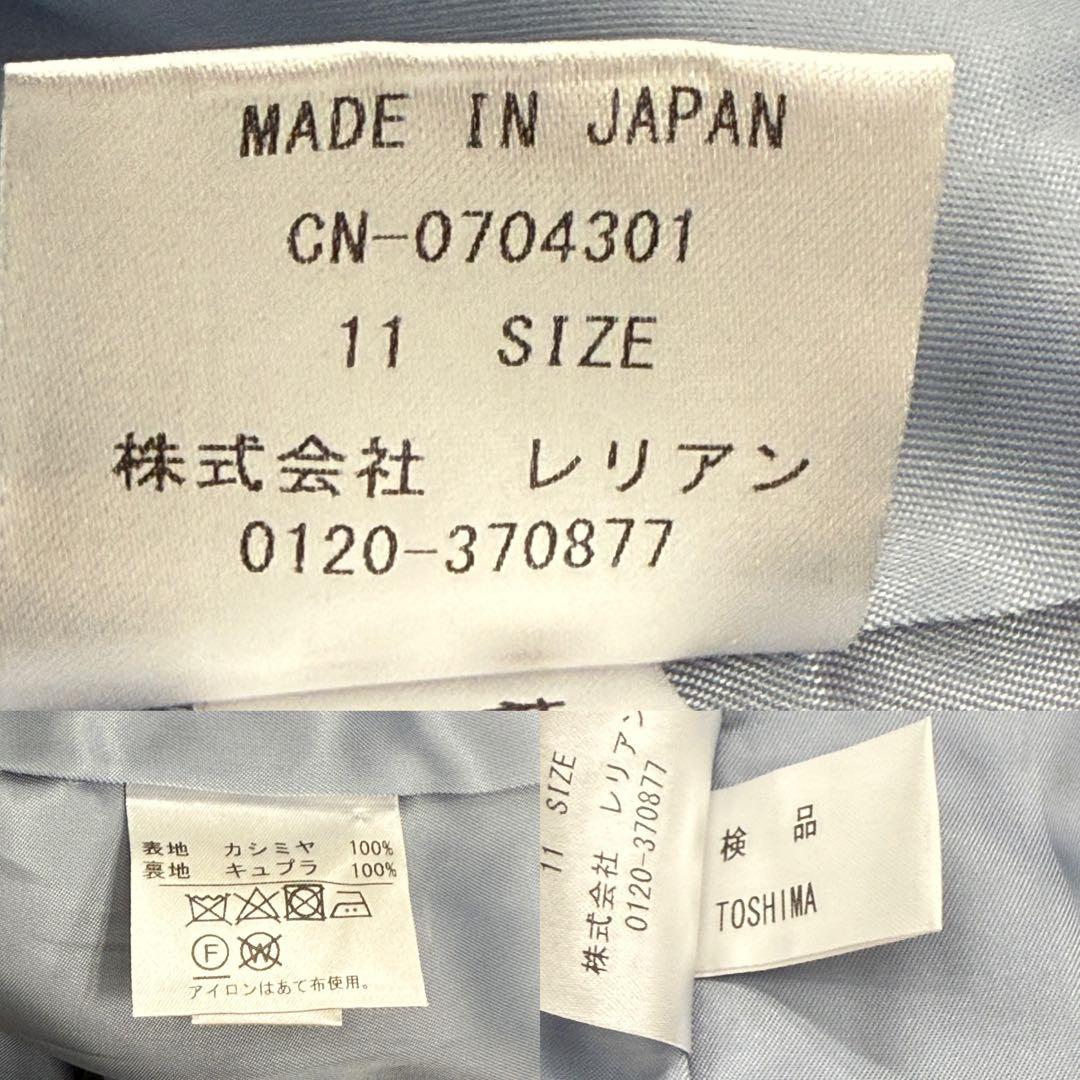 MADE IN JAPAN
CN-0704301
11 SIZE
株式会社 レリアン
0120-370877
表地 カシミヤ 100%
裏地 キュプラ 100%
F
W
アイロンはあて布使用。
11 SIZE
株式会社 レリアン
0120-370877
検 品
TOSHIMA